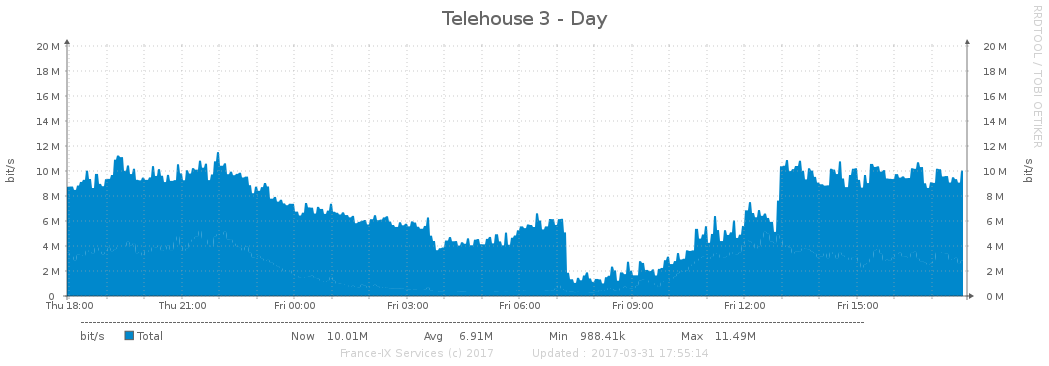 Telehouse 3 - Day
RRDTOOL / TOBI OETIKER
bit/s
20 M 20 M
18 M 18 M
16 M 16 M
14 M 14 M
12 M 12 M
10 M 10 M
8 M 8 M
6 M 6 M
4 M 4 M
2 M 2 M
0 0 M
bit/s
Thu 18:00 Thu 21:00 Fri 00:00 Fri 03:00 Fri 06:00 Fri 09:00 Fri 12:00 Fri 15:00
bit/s Total Now 10.01M Avg 6.91M Min 988.41k Max 11.49M
France-IX Services (c) 2017 Updated : 2017-03-31 17:55:14